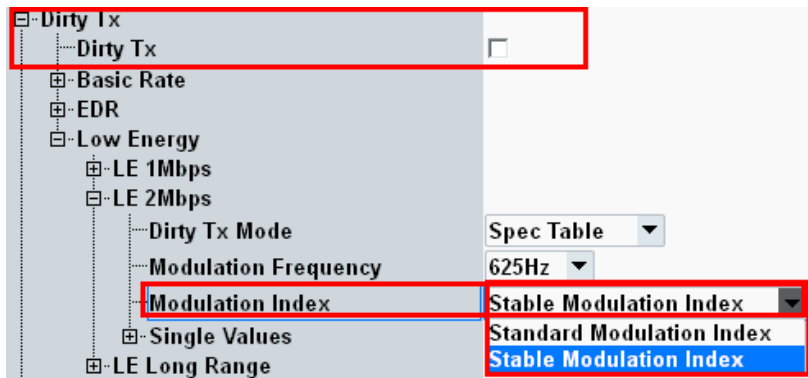 Dirty Tx
Dirty Tx
Basic Rate
EDR
Low Energy
LE 1Mbps
LE 2Mbps
Dirty Tx Mode Spec Table
Modulation Frequency 625Hz
Modulation Index Stable Modulation Index
Single Values Standard Modulation Index
LE Long Range Stable Modulation Index